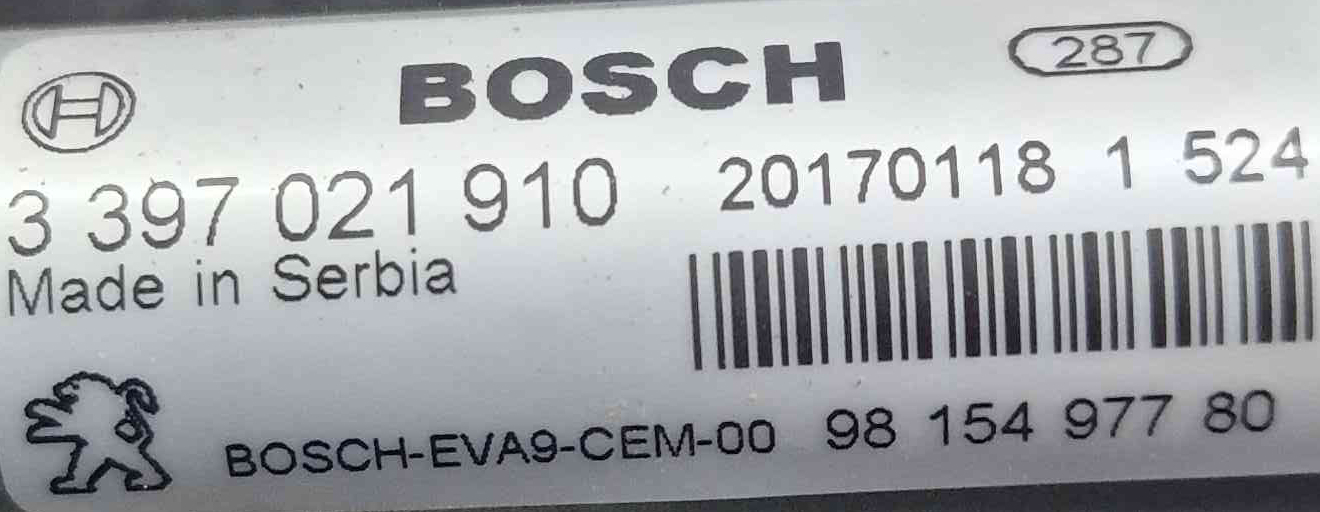 BOSCH 287
3 397 021 910 20170118 1 524
Made in Serbia
BOSCH-EVA9-CEM-00 98 154 977 80